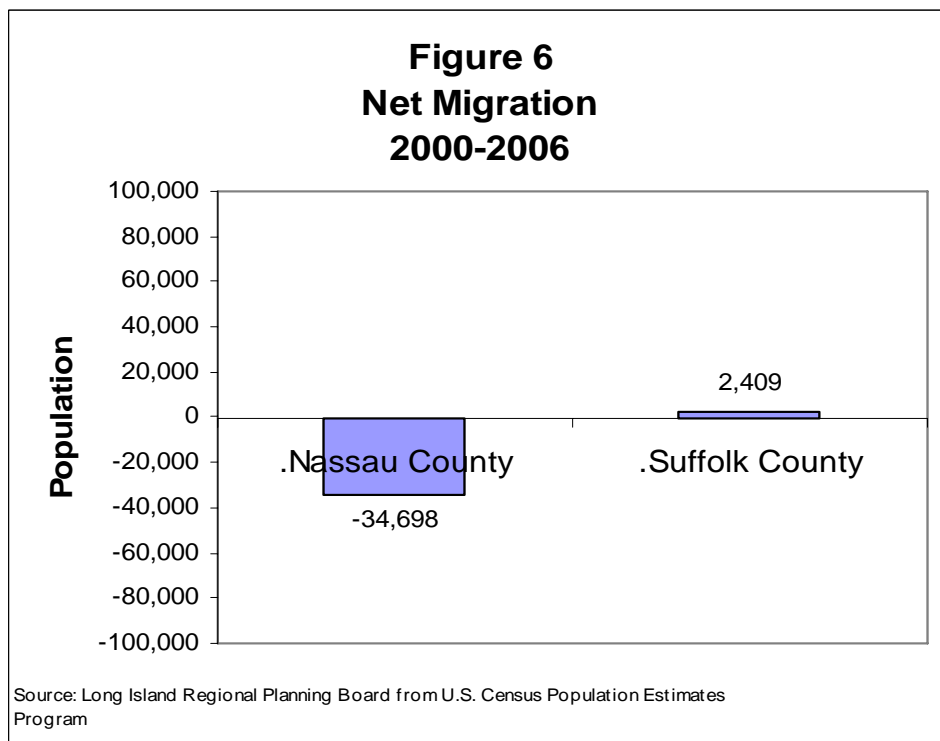 Figure 6
Net Migration
2000-2006
100,000
80,000
60,000
40,000
20,000
0
-20,000
-40,000
-60,000
-80,000
-100,000
Population
2,409
.Nassau County
.Suffolk County
-34,698
Source: Long Island Regional Planning Board from U.S. Census Population Estimates
Program